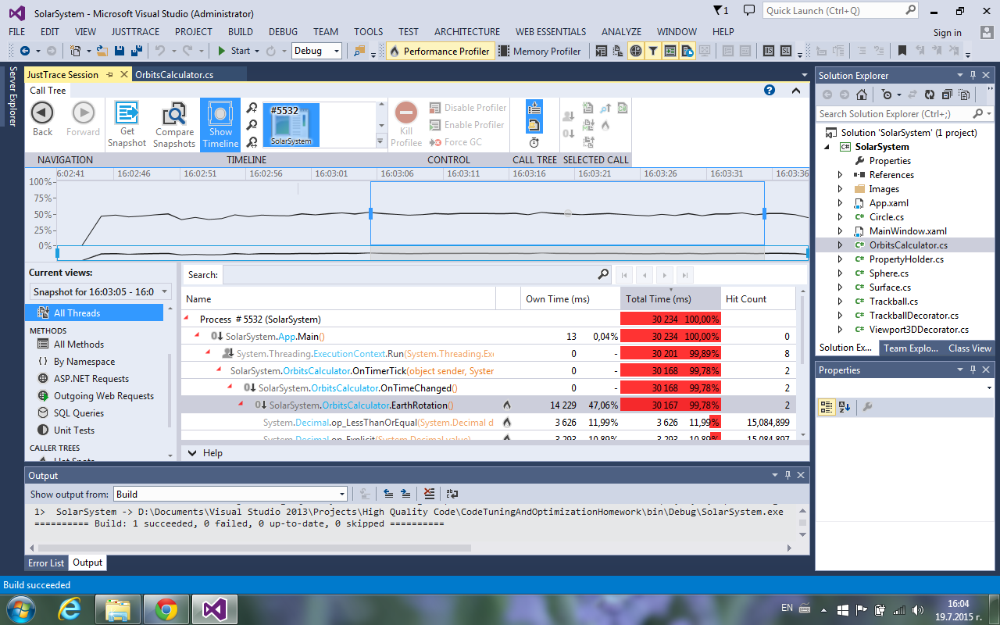 SolarSystem - Microsoft Visual Studio (Administrator)
1
Quick Launch (Ctrl+Q)
FILE EDIT VIEW JUSTTRACE PROJECT BUILD DEBUG TEAM TOOLS TEST ARCHITECTURE WEB ESSENTIALS ANALYZE WINDOW HELP
Sign in
Start Debug Performance Profiler Memory Profiler
Server Explorer
JustTrace Session OrbitsCalculator.cs
Call Tree
Back Forward
Get Snapshot
Compare Snapshots
Show Timeline
#5532
SolarSystem
Kill Profilee
Disable Profiler
Enable Profiler
Force GC
NAVIGATION TIMELINE CONTROL CALL TREE SELECTED CALL
6:02:41 16:02:46 16:02:51 16:02:56 16:03:01 16:03:06 16:03:11 16:03:16 16:03:21 16:03:26 16:03:31 16:03:36
100%
75%
50%
25%
0%
Current views:
Snapshot for 16:03:05 - 16:0
All Threads
METHODS
All Methods
By Namespace
ASP.NET Requests
Outgoing Web Requests
SQL Queries
Unit Tests
CALLER TREES
Hot Spots
Search:
Name Own Time (ms) Total Time (ms) Hit Count
Process # 5532 (SolarSystem) 30 234 100,00%
SolarSystem.App.Main() 13 0,04% 30 234 100,00% 0
System.Threading.ExecutionContext.Run(System.Threading.Exe 0 - 30 201 99,89% 8
SolarSystem.OrbitsCalculator.OnTimerTick(object sender, System 0 - 30 168 99,78% 2
SolarSystem.OrbitsCalculator.OnTimeChanged() 0 - 30 168 99,78% 2
SolarSystem.OrbitsCalculator.EarthRotation() 14 229 47,06% 30 167 99,78% 2
System.Decimal.op_LessThanOrEqual(System.Decimal d 3 626 11,99% 3 626 11,99% 15,084,899
System.Decimal.op_Explicit(System.Decimal value) 3 293 10,89% 3 293 10,89% 15,084,897
Help
Output
Show output from: Build
1> SolarSystem -> D:\Documents\Visual Studio 2013\Projects\High Quality Code\CodeTuningAndOptimizationHomework\bin\Debug\SolarSystem.exe
========== Build: 1 succeeded, 0 failed, 0 up-to-date, 0 skipped ==========
Error List Output
Build succeeded
Solution Explorer
Search Solution Explorer (Ctrl+;)
Solution 'SolarSystem' (1 project)
SolarSystem
Properties
References
Images
App.xaml
Circle.cs
MainWindow.xaml
OrbitsCalculator.cs
PropertyHolder.cs
Sphere.cs
Surface.cs
Trackball.cs
TrackballDecorator.cs
Viewport3DDecorator.cs
Solution Ex... Team Explo... Class View
Properties
EN
16:04
19.7.2015 г.